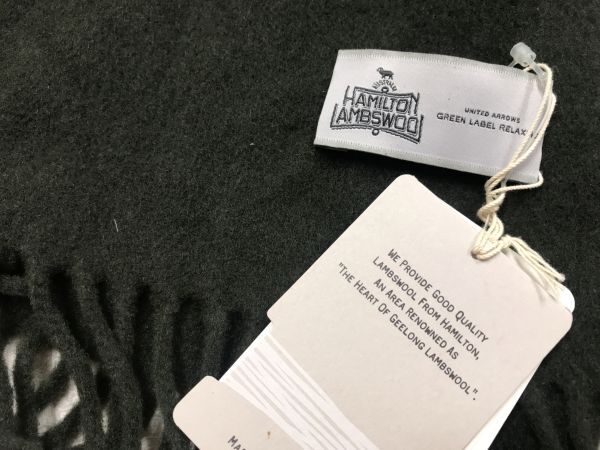 HAMILTON
LAMBSWOOL
UNITED ARROWS
GREEN LABEL
WE PROVIDE GOOD QUALITY
LAMBSWOOL FROM HAMILTON,
AN AREA RENOWNED AS
"THE HEART OF GEELONG LAMBSWOOL".